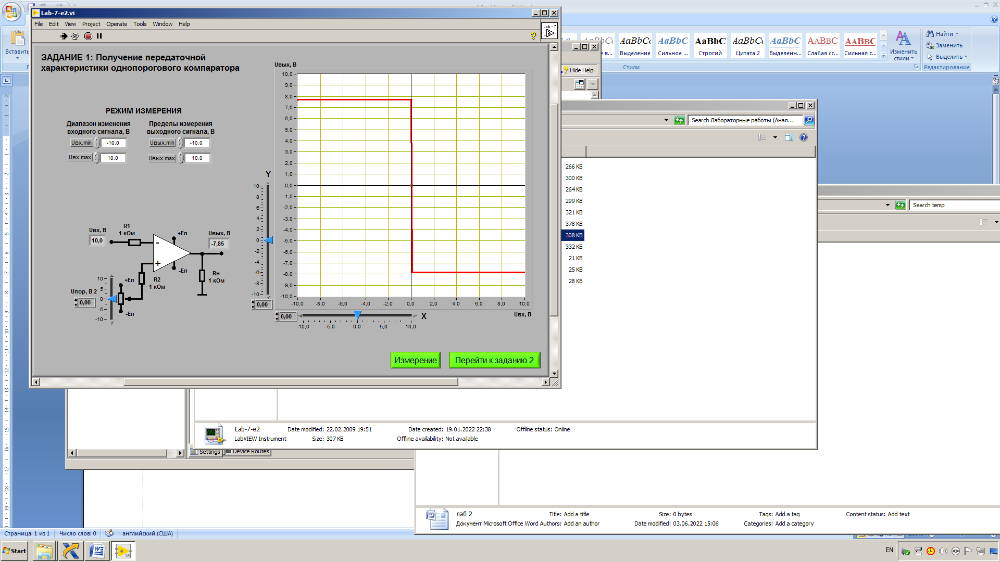 Lab-7-e2.vi
File Edit View Project Operate Tools Window Help
Lab - 7
ЗАДАНИЕ 1: Получение передаточной
характеристики однопорогового компаратора
РЕЖИМ ИЗМЕРЕНИЯ
Диапазон изменения
входного сигнала, В
Пределы измерения
выходного сигнала, В
Uвх.min -10,0
Uвых.min -10,0
Uвх.max 10,0
Uвых.max 10,0
Uвых, В
10,0
9,0
8,0
7,0
6,0
5,0
4,0
3,0
2,0
1,0
0,0
-1,0
-2,0
-3,0
-4,0
-5,0
-6,0
-7,0
-8,0
-9,0
-10,0
-10,0 -8,0 -6,0 -4,0 -2,0 0,0 2,0 4,0 6,0 8,0 10,0
Uвх, В
Y
10
8
6
4
2
0
-2
-4
-6
-8
-10
0,00
0,00
X
-10,0 -5,0 0,0 5,0 10,0
Uвх, В
10,0
R1
1 кОм
+Eп
Uвых, В
-7,85
-
+
-Eп
Rн
1 кОм
R2
1 кОм
+Eп
-Eп
Uпор, В 2
0,00
10
5
0
-5
-10
Измерение
Перейти к заданию 2
Вставить
AaBbCc
Выделение
AaBbCc
Сильное ...
AaBbC
Строгий
AaBbCc
Цитата 2
AaBbC
Выделенн...
AaBbC
Слабая сс...
AaBbC
Сильная с...
Изменить
стили
Стили
Найти
Заменить
Выделить
Редактирование
Hide Help
Search Лабораторные работы (Анал...
266 KB
300 KB
264 KB
299 KB
321 KB
378 KB
308 KB
332 KB
21 KB
25 KB
28 KB
Search temp
Lab-7-e2
Date modified: 22.02.2009 19:51
Date created: 19.01.2022 22:38
Offline status: Online
LabVIEW Instrument
Size: 307 KB
Offline availability: Not available
Settings
Device Routes
лаб 2
Title: Add a title
Size: 0 bytes
Tags: Add a tag
Content status: Add text
Документ Microsoft Office Word
Authors: Add an author
Date modified: 03.06.2022 15:06
Categories: Add a category
Страница: 1 из 1
Число слов: 0
английский (США)
Start
18
EN